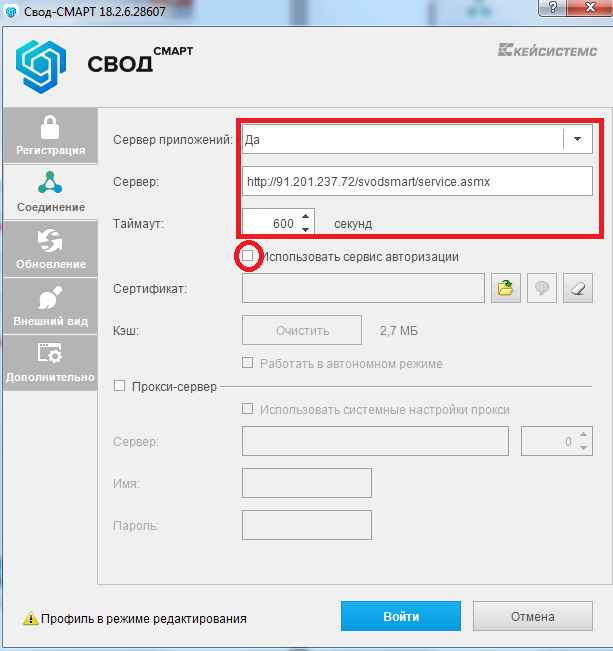 Свод-СМАРТ 18.2.6.28607
СВОД СМАРТ
КЕЙСИСТЕМС
Регистрация
Соединение
Обновление
Внешний вид
Дополнительно
Сервер приложений: Да
Сервер: http://91.201.237.72/svodsmart/service.asmx
Таймаут: 600 секунд
Использовать сервис авторизации
Сертификат:
Кэш: Очистить 2,7 МБ
Работать в автономном режиме
Прокси-сервер
Использовать системные настройки прокси
Сервер: 0
Имя:
Пароль:
Профиль в режиме редактирования
Войти
Отмена